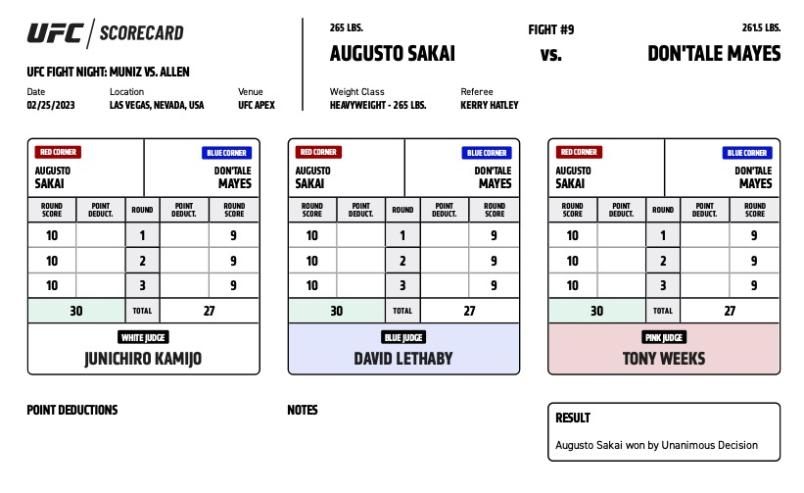 UFC / SCORECARD
UFC FIGHT NIGHT: MUNIZ VS. ALLEN
Date Location Venue
02/25/2023 LAS VEGAS, NEVADA, USA UFC APEX
265 LBS. FIGHT #9 261.5 LBS.
AUGUSTO SAKAI VS. DON'TALE MAYES
Weight Class Referee
HEAVYWEIGHT - 265 LBS. KERRY HATLEY
RED CORNER BLUE CORNER
AUGUSTO DON'TALE
SAKAI MAYES
ROUND SCORE POINT DEDUCT. ROUND POINT DEDUCT. ROUND SCORE
10 1 9
10 2 9
10 3 9
30 TOTAL 27
WHITE JUDGE
JUNICHIRO KAMIJO
RED CORNER BLUE CORNER
AUGUSTO DON'TALE
SAKAI MAYES
ROUND SCORE POINT DEDUCT. ROUND POINT DEDUCT. ROUND SCORE
10 1 9
10 2 9
10 3 9
30 TOTAL 27
BLUE JUDGE
DAVID LETHABY
RED CORNER BLUE CORNER
AUGUSTO DON'TALE
SAKAI MAYES
ROUND SCORE POINT DEDUCT. ROUND POINT DEDUCT. ROUND SCORE
10 1 9
10 2 9
10 3 9
30 TOTAL 27
PINK JUDGE
TONY WEEKS
POINT DEDUCTIONS
NOTES
RESULT
Augusto Sakai won by Unanimous Decision